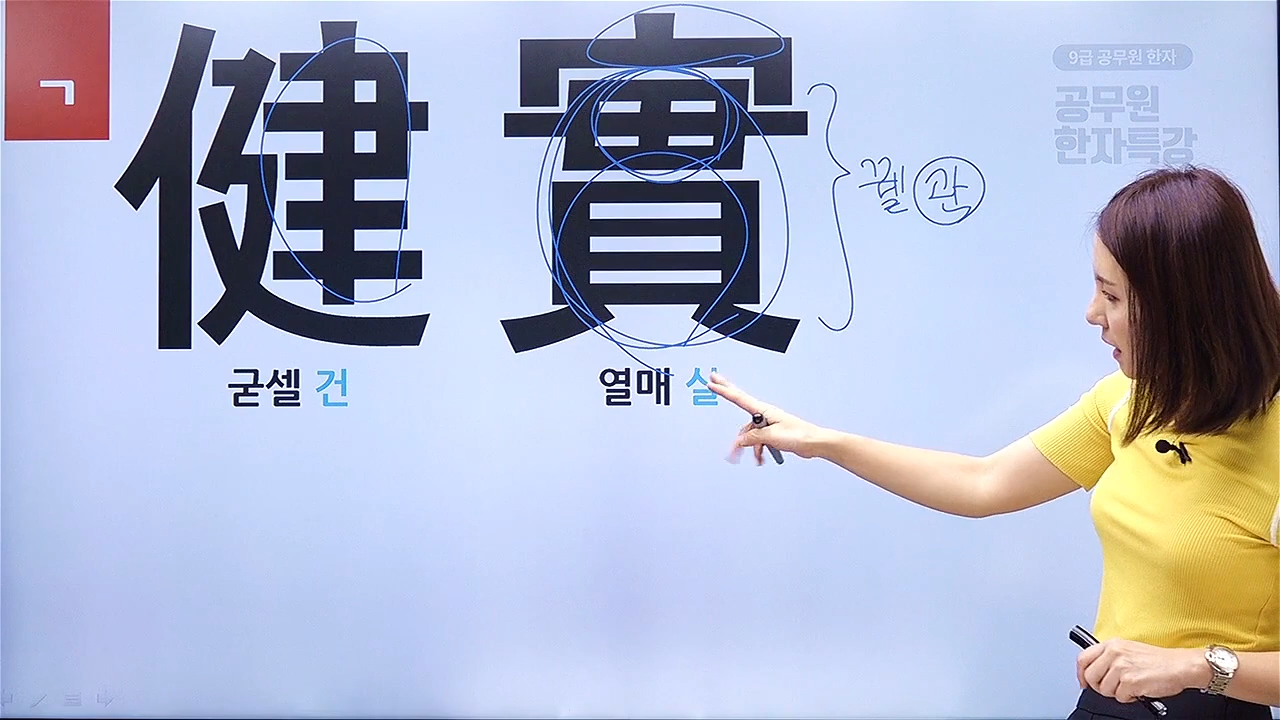 ㄱ
健 實
굳셀 건
열매 실
꿸 관
9급 공무원 한자
공무원
한자특강